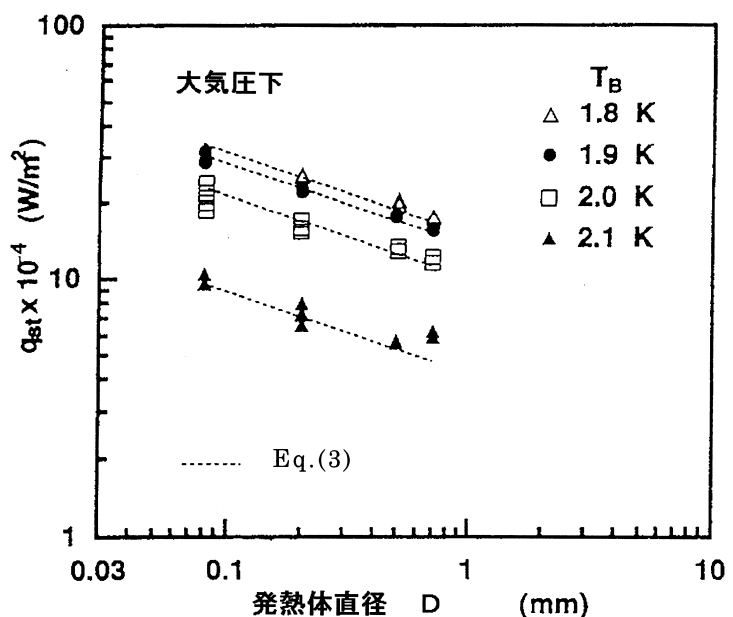 100
大気圧下
T_B
△ 1.8 K
● 1.9 K
□ 2.0 K
▲ 2.1 K
q_st x 10^-4 (W/m^2)
10
Eq.(3)
1
0.03 0.1 1 10
発熱体直径 D (mm)